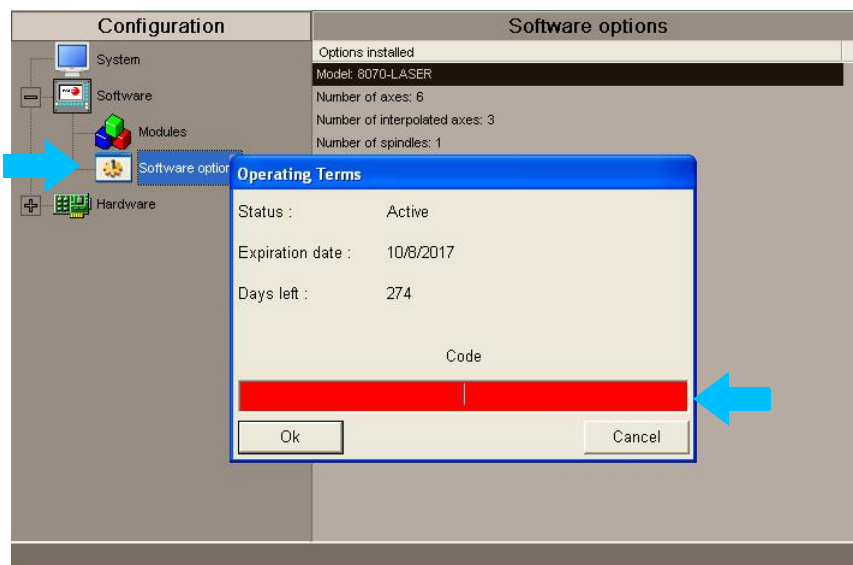 Configuration
Software options
System
Software
Modules
Software option
Hardware
Options installed
Model: 8070-LASER
Number of axes: 6
Number of interpolated axes: 3
Number of spindles: 1
Operating Terms
Status : Active
Expiration date : 10/8/2017
Days left : 274
Code
Ok
Cancel